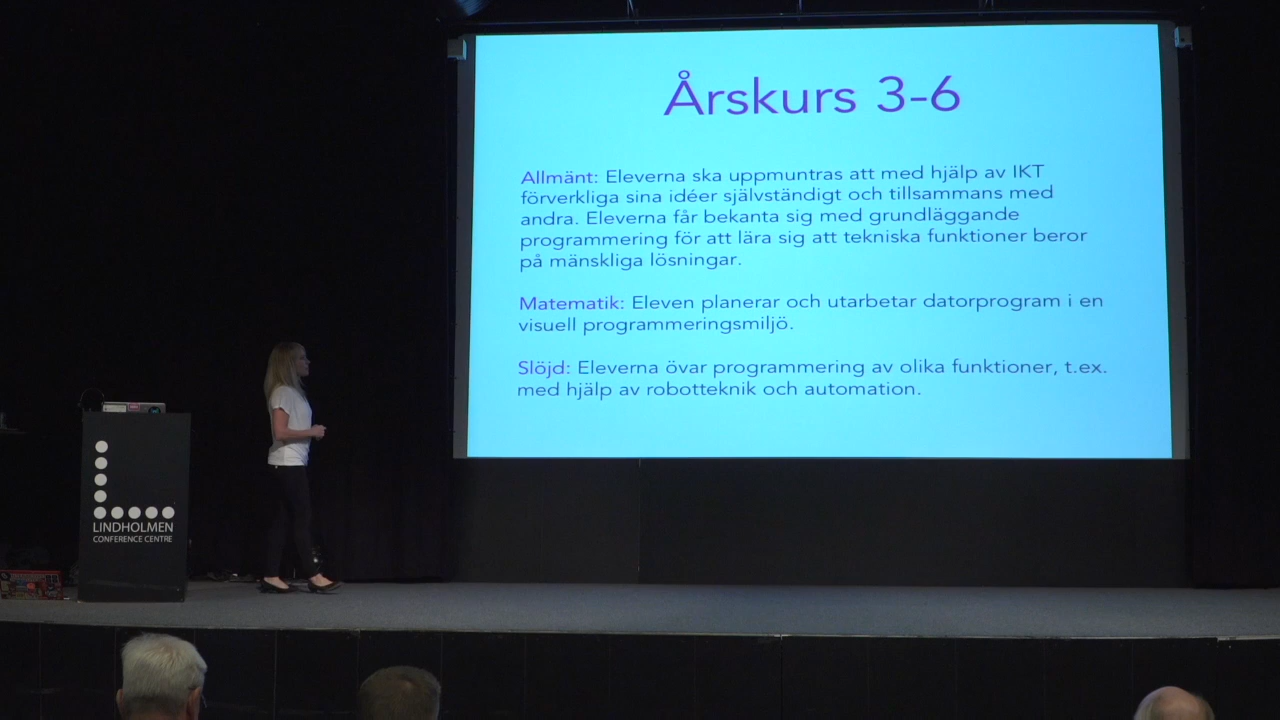 Årskurs 3-6
Allmänt: Eleverna ska uppmuntras att med hjälp av IKT
förverkliga sina idéer självständigt och tillsammans med
andra. Eleverna får bekanta sig med grundläggande
programmering för att lära sig att tekniska funktioner beror
på mänskliga lösningar.
Matematik: Eleven planerar och utarbetar datorprogram i en
visuell programmeringsmiljö.
Slöjd: Eleverna övar programmering av olika funktioner, t.ex.
med hjälp av robotteknik och automation.
LINDHOLMEN
CONFERENCE CENTRE